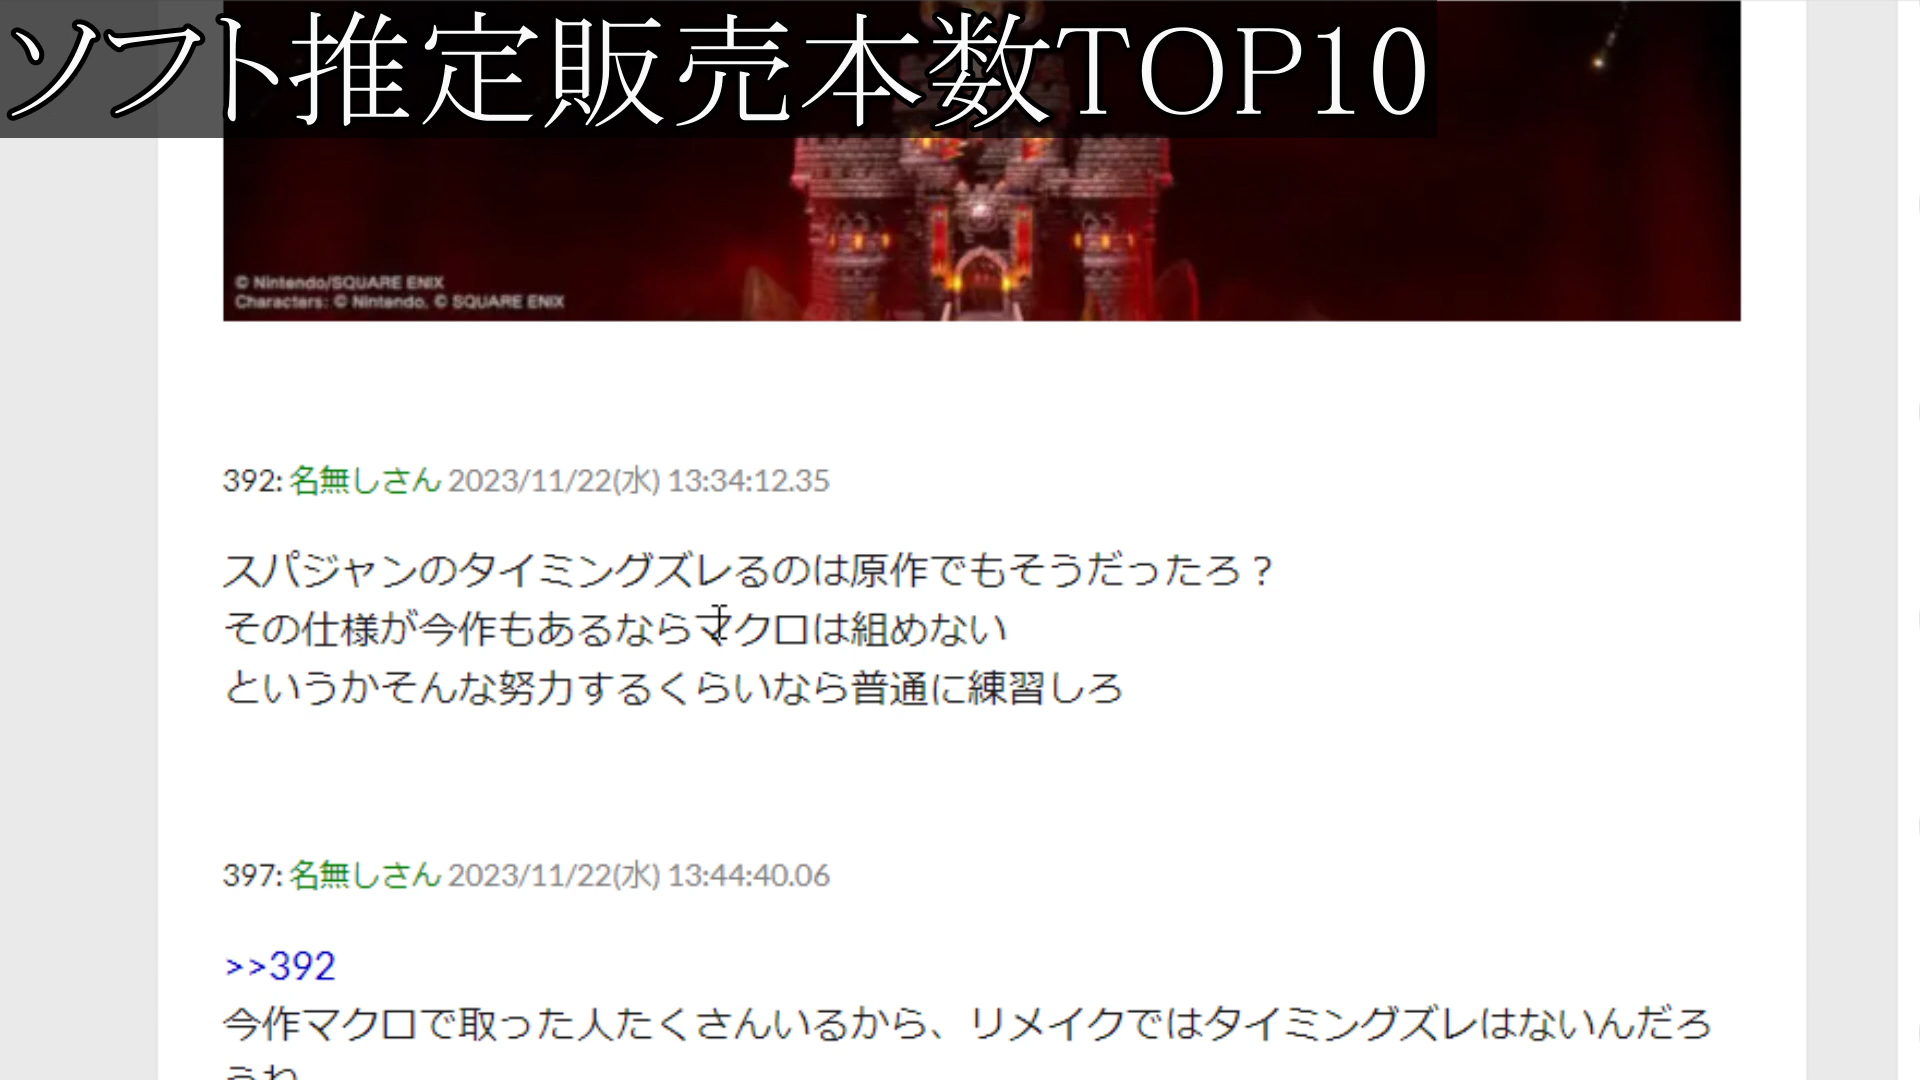 ソフト推定販売本数TOP10
© Nintendo/SQUARE ENIX
Characters: © Nintendo, © SQUARE ENIX
392: 名無しさん 2023/11/22(水) 13:34:12.35
スパジャンのタイミングズレるのは原作でもそうだったろ？
その仕様が今作もあるならマクロは組めない
というかそんな努力するくらいなら普通に練習しろ
397: 名無しさん 2023/11/22(水) 13:44:40.06
>>392
今作マクロで取った人たくさんいるから、リメイクではタイミングズレはないんだろ
うね